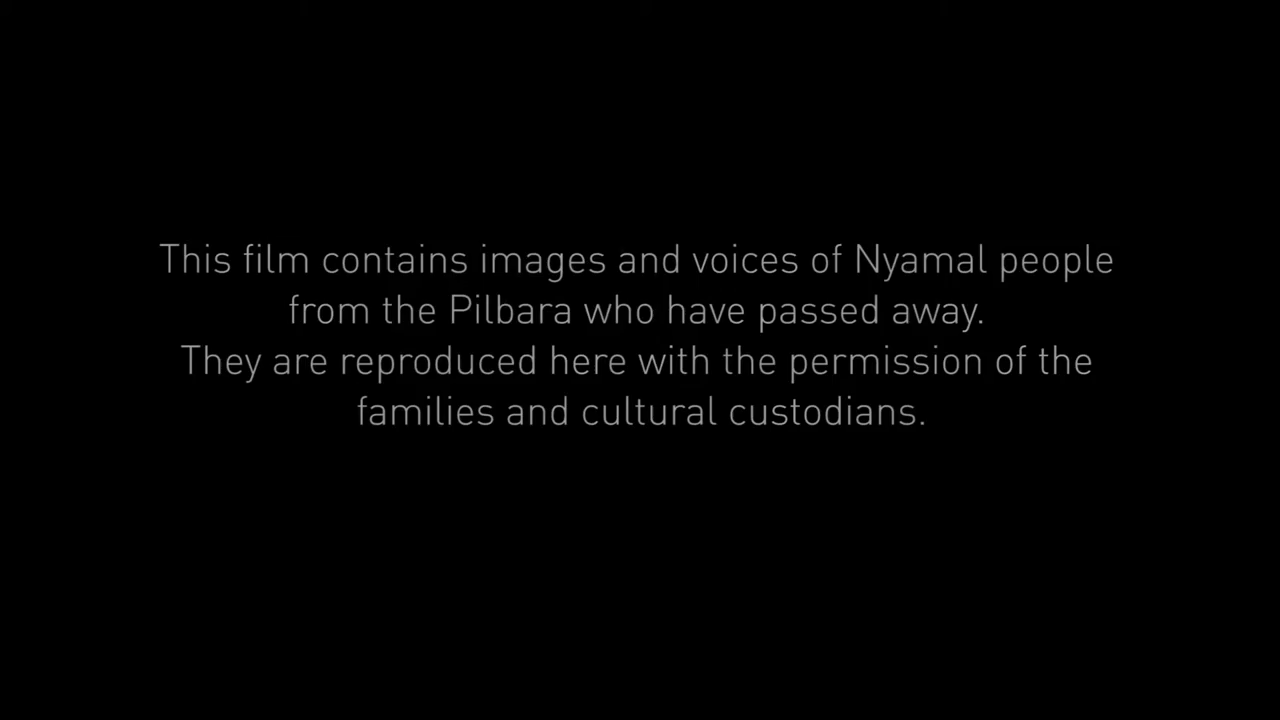 This film contains images and voices of Nyamal people
from the Pilbara who have passed away.
They are reproduced here with the permission of the
families and cultural custodians.